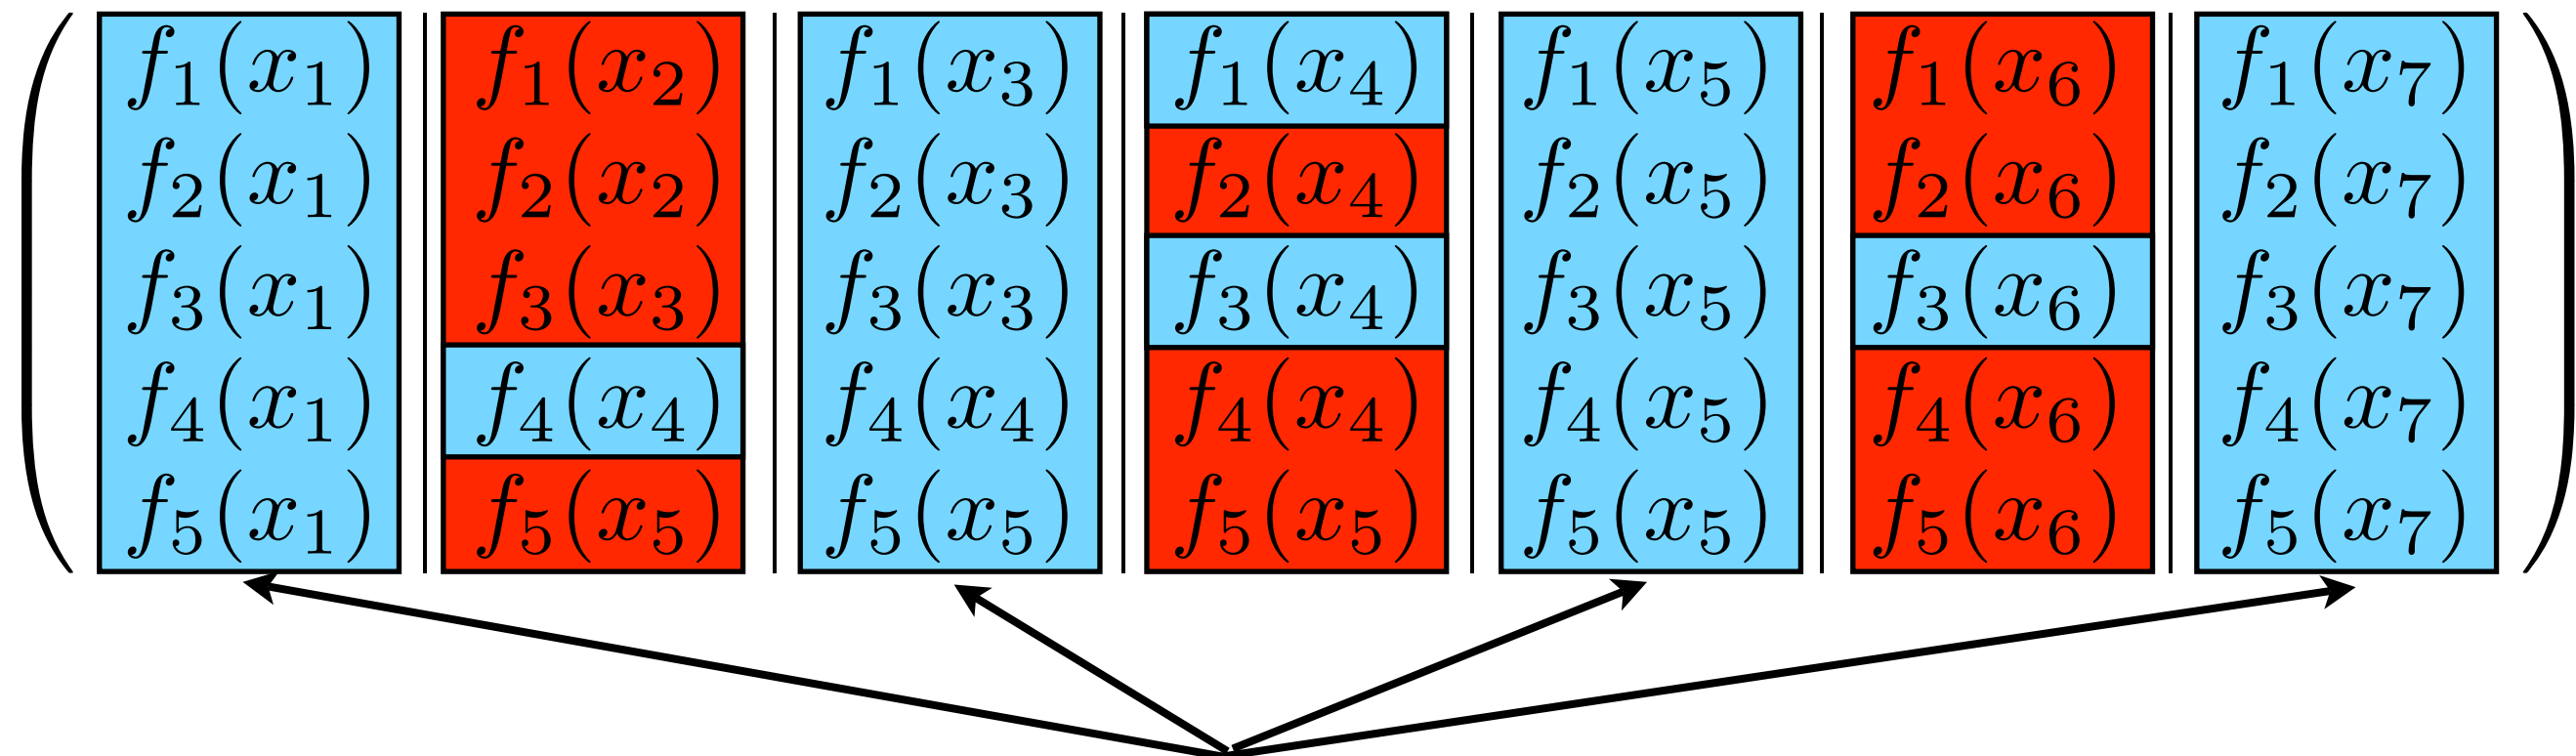 f₁(x₁) f₁(x₂) f₁(x₃) f₁(x₄) f₁(x₅) f₁(x₆) f₁(x₇)
f₂(x₁) f₂(x₂) f₂(x₃) f₂(x₄) f₂(x₅) f₂(x₆) f₂(x₇)
f₃(x₁) f₃(x₃) f₃(x₃) f₃(x₄) f₃(x₅) f₃(x₆) f₃(x₇)
f₄(x₁) f₄(x₄) f₄(x₄) f₄(x₄) f₄(x₅) f₄(x₆) f₄(x₇)
f₅(x₁) f₅(x₅) f₅(x₅) f₅(x₅) f₅(x₅) f₅(x₆) f₅(x₇)